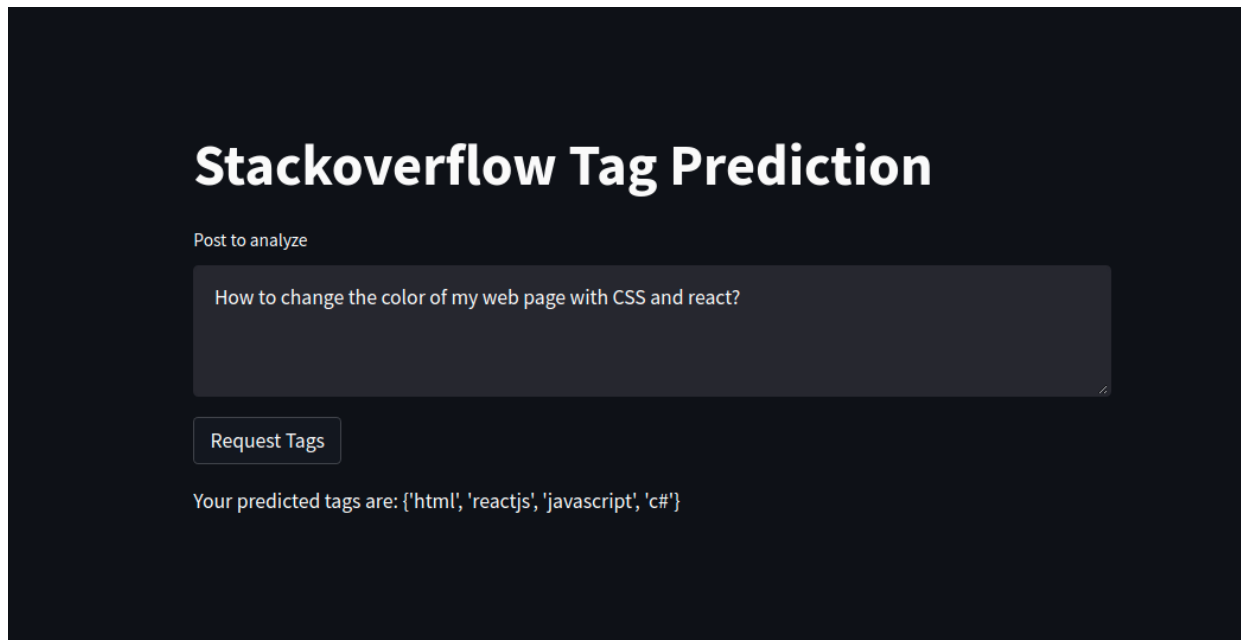 Stackoverflow Tag Prediction
Post to analyze
How to change the color of my web page with CSS and react?
Request Tags
Your predicted tags are: {'html', 'reactjs', 'javascript', 'c#'}